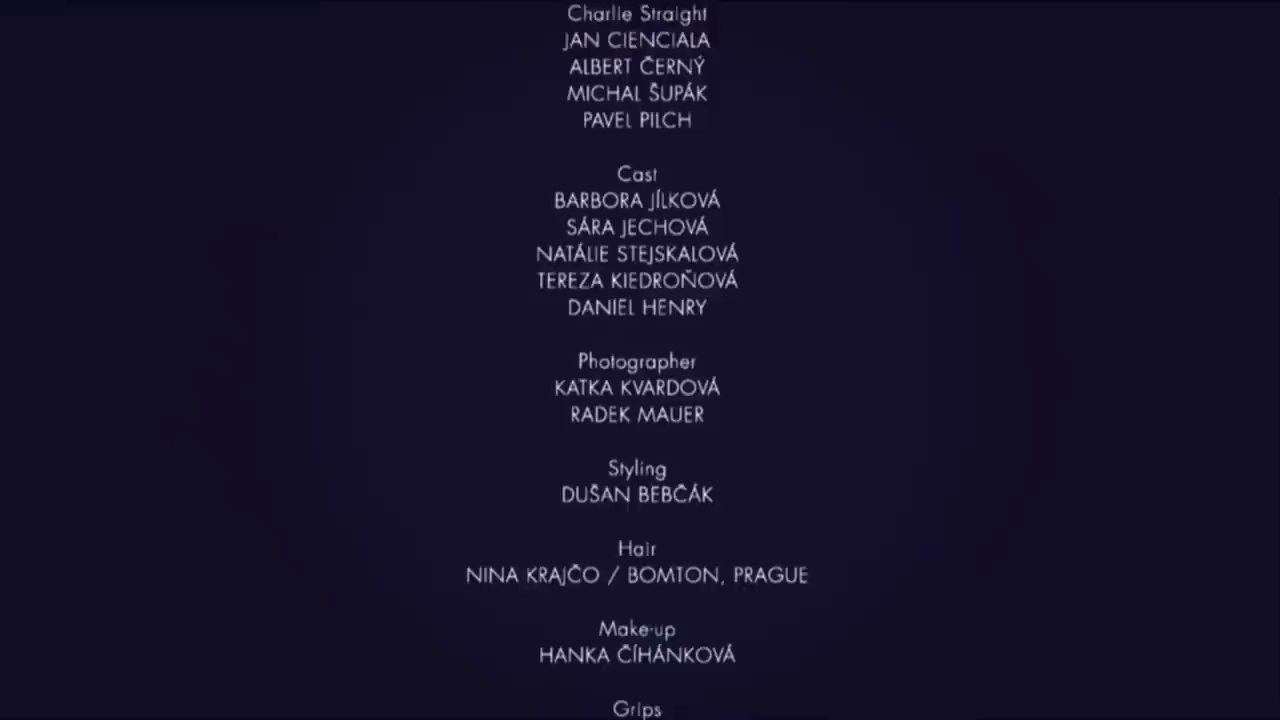 Charlie Straight
JAN CIENCIALA
ALBERT ČERNÝ
MICHAL ŠUPÁK
PAVEL PILCH
Cast
BARBORA JÍLKOVÁ
SÁRA JECHOVÁ
NATÁLIE STEJSKALOVÁ
TEREZA KIEDROŇOVÁ
DANIEL HENRY
Photographer
KATKA KVARDOVÁ
RADEK MAUER
Styling
DUŠAN BEBČÁK
Hair
NINA KRAJČO / BOMTON, PRAGUE
Make-up
HANKA ČÍHÁNKOVÁ
Grips